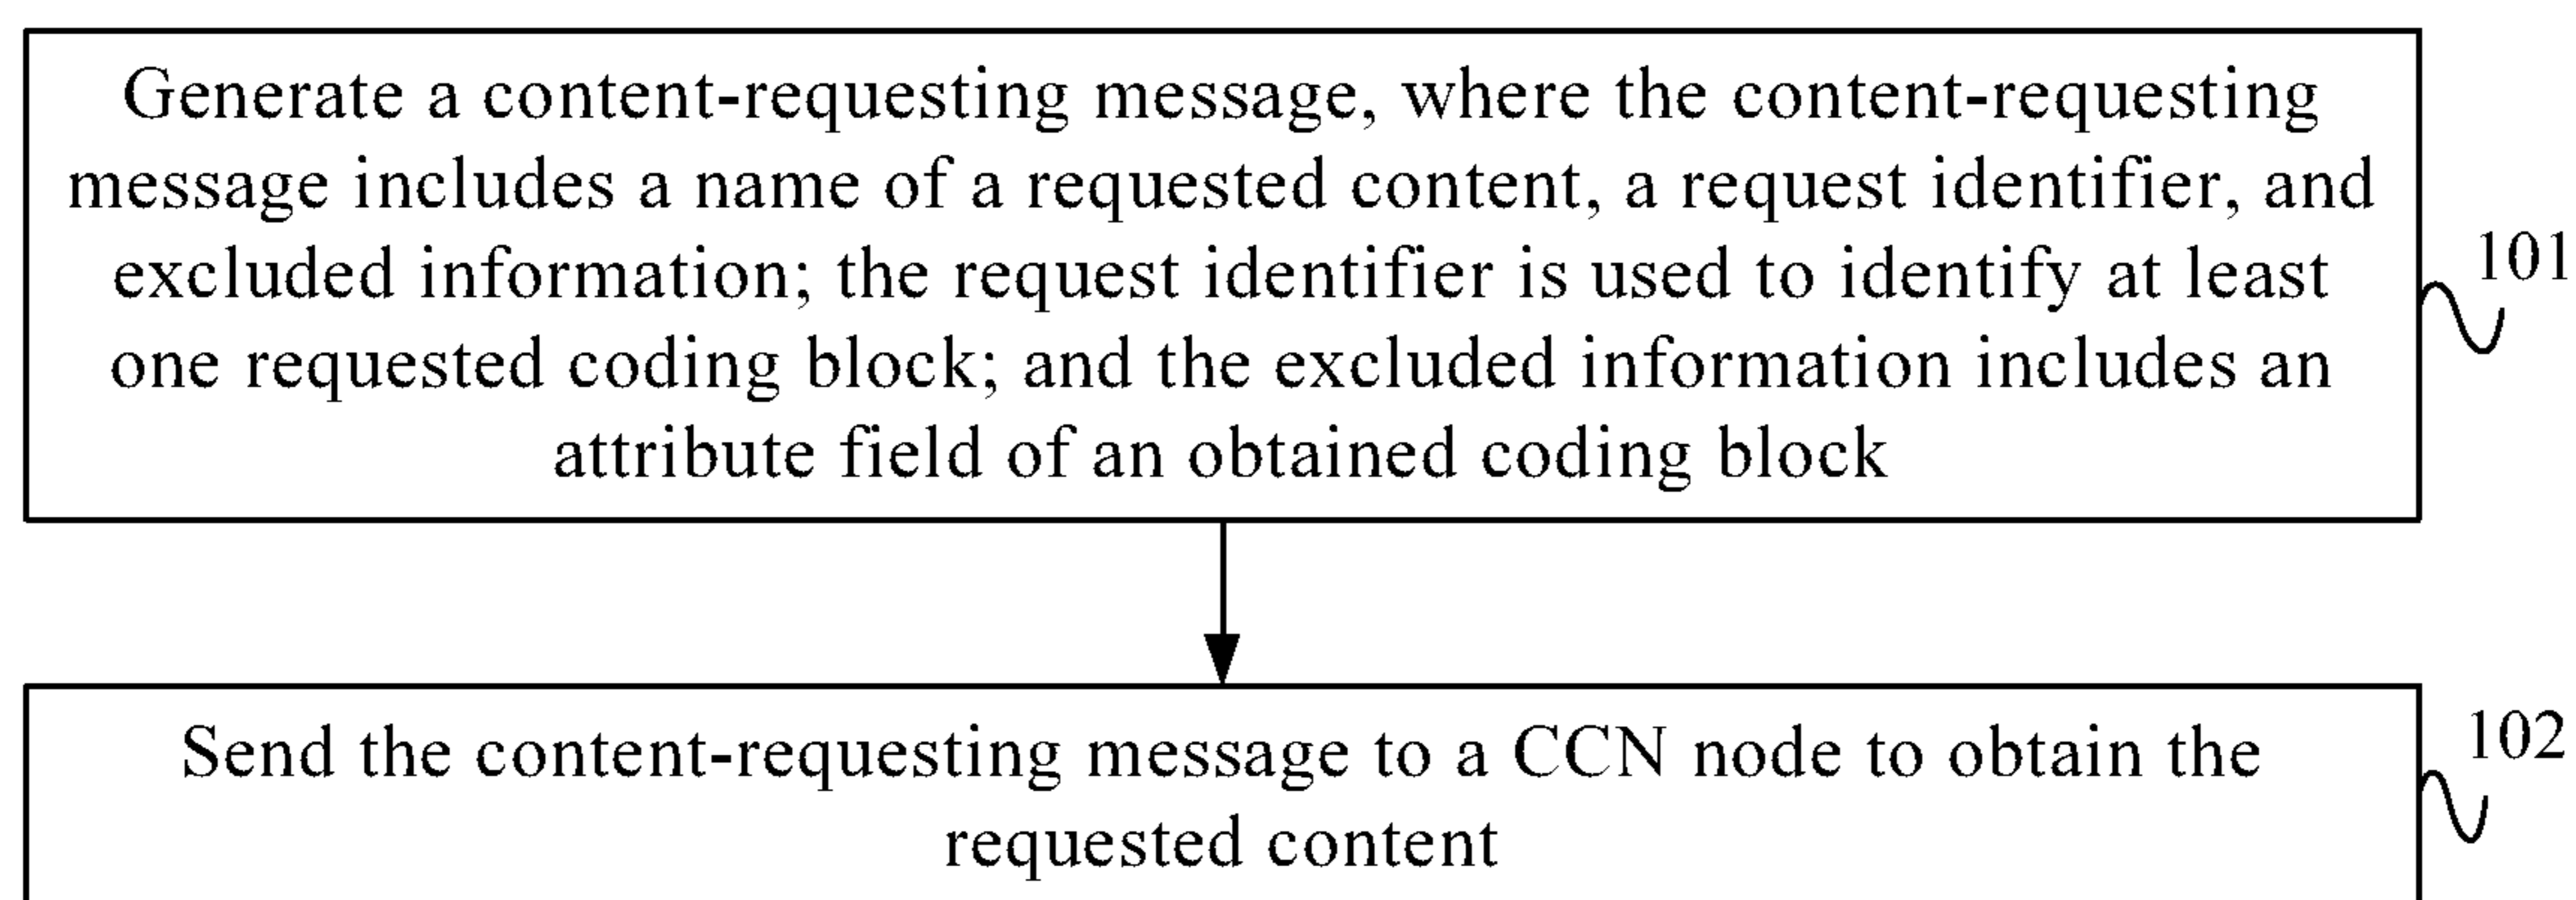 Generate a content-requesting message, where the content-requesting
message includes a name of a requested content, a request identifier, and
excluded information; the request identifier is used to identify at least
one requested coding block; and the excluded information includes an
attribute field of an obtained coding block
101
Send the content-requesting message to a CCN node to obtain the
requested content
102